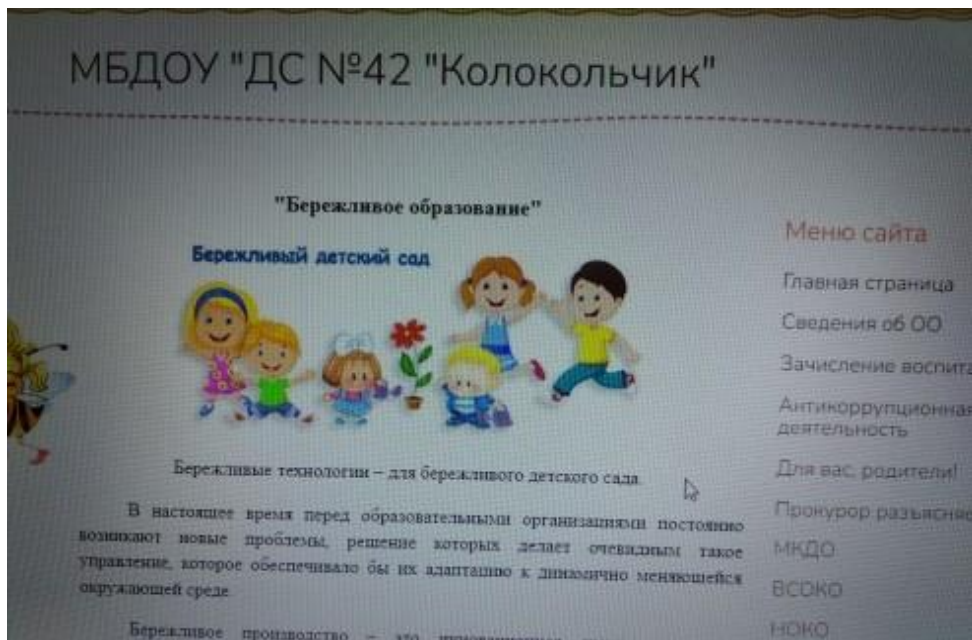 МБДОУ "ДС №42 "Колокольчик"
"Бережливое образование"
Бережливый детский сад
Бережливые технологии – для бережливого детского сада.
В настоящее время перед образовательными организациями постоянно
возникают новые проблемы, решение которых делает очевидным такое
управление, которое обеспечивало бы их адаптацию к динамично меняющейся
окружающей среде.
Бережливое производство – это
Меню сайта
Главная страница
Сведения об ОО
Зачисление воспита
Антикоррупционная
деятельность
Для вас, родители!
Прокурор разъясняе
МКДО
ВСОКО
НОКО